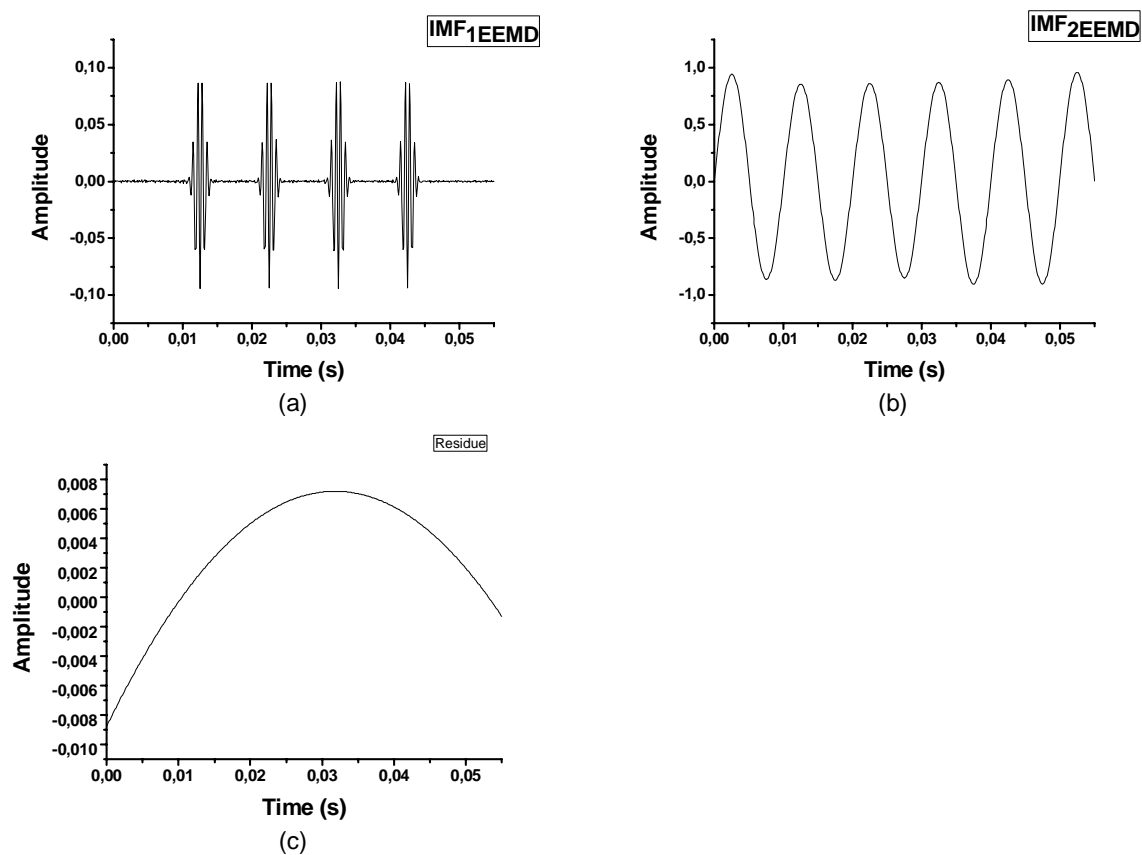 IMF1EEMD
0,10
0,05
0,00
-0,05
-0,10
Amplitude
0,00 0,01 0,02 0,03 0,04 0,05
Time (s)
(a)
IMF2EEMD
1,0
0,5
0,0
-0,5
-1,0
Amplitude
0,00 0,01 0,02 0,03 0,04 0,05
Time (s)
(b)
Residue
0,008
0,006
0,004
0,002
0,000
-0,002
-0,004
-0,006
-0,008
-0,010
Amplitude
0,00 0,01 0,02 0,03 0,04 0,05
Time (s)
(c)